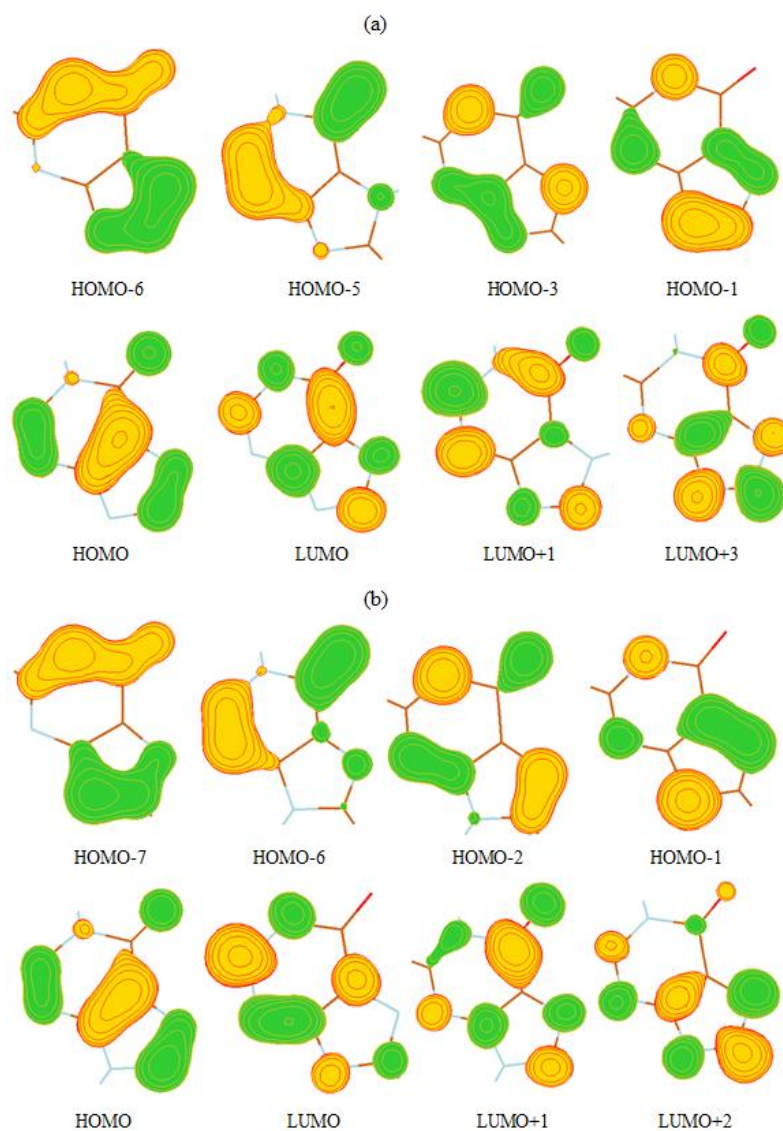 (a)
HOMO-6 HOMO-5 HOMO-3 HOMO-1
HOMO LUMO LUMO+1 LUMO+3
(b)
HOMO-7 HOMO-6 HOMO-2 HOMO-1
HOMO LUMO LUMO+1 LUMO+2